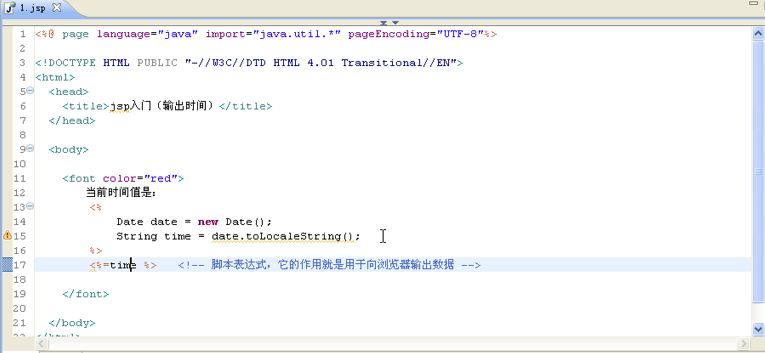 1.jsp
1 <%@ page language="java" import="java.util.*" pageEncoding="UTF-8"%>
2
3 <!DOCTYPE HTML PUBLIC "-//W3C//DTD HTML 4.01 Transitional//EN">
4 <html>
5 <head>
6 <title>jsp入门（输出时间）</title>
7 </head>
8
9 <body>
10
11 <font color="red">
12 当前时间值是：
13 <%
14 Date date = new Date();
15 String time = date.toLocaleString();
16 %>
17 <%=time %> <!-- 脚本表达式，它的作用就是用于向浏览器输出数据 -->
18
19 </font>
20
21 </body>
22 </html>